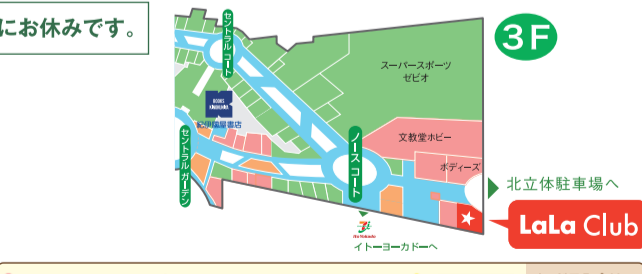 にお休みです。
3F
セントラル コート
スーパースポーツ
ゼビオ
BOOKS
KINOKUNIYA
紀伊國屋書店
セントラル ガーデン
ノース コート
文教堂ホビー
ボディーズ
北立体駐車場へ
LaLa Club
Ito Yokado
イトーヨーカドーへ